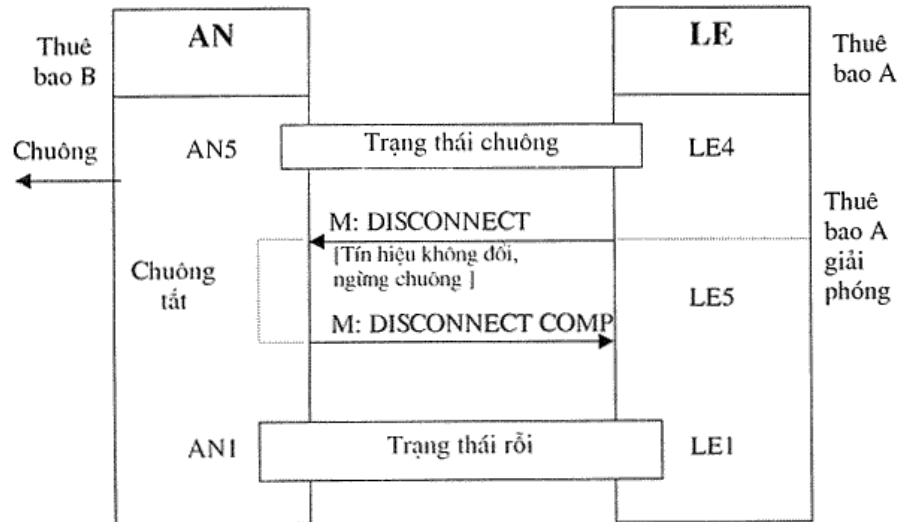 Thuê
bao B
AN
LE
Thuê
bao A
Chuông
AN5
Trạng thái chuông
LE4
M: DISCONNECT
[Tín hiệu không đổi,
ngừng chuông ]
Thuê
bao A
giải
phóng
Chuông
tắt
LE5
M: DISCONNECT COMP
AN1
Trạng thái rỗi
LE1